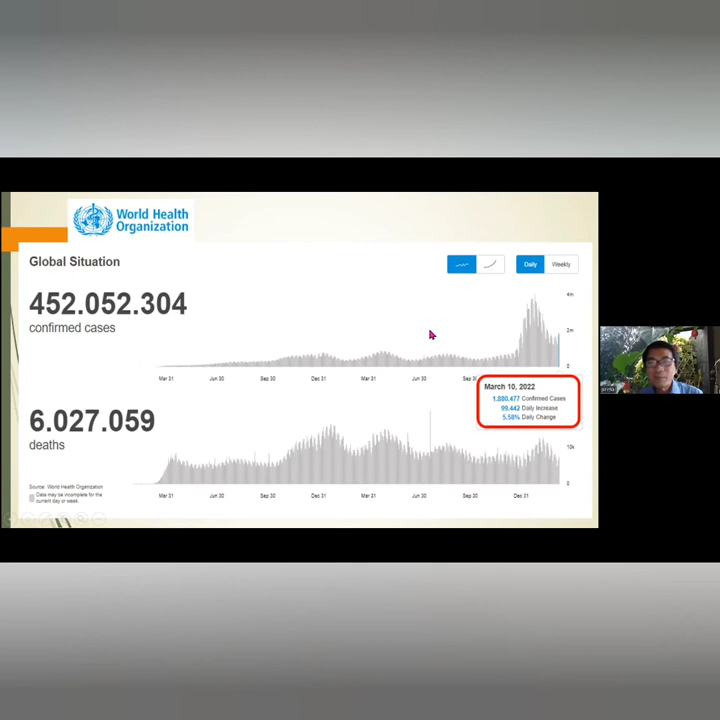 World Health
Organization
Global Situation
Daily
Weekly
452.052.304
confirmed cases
4m
2m
0
Mar 31
Jun 30
Sep 30
Dec 31
Mar 31
Jun 30
Sep
March 10, 2022
1.880.477 Confirmed Cases
99.442 Daily Increase
5.58% Daily Change
6.027.059
deaths
10k
0
Mar 31
Jun 30
Sep 30
Dec 31
Mar 31
Jun 30
Sep 30
Dec 31
Source: World Health Organization
Data may be incomplete for the
current day or week.